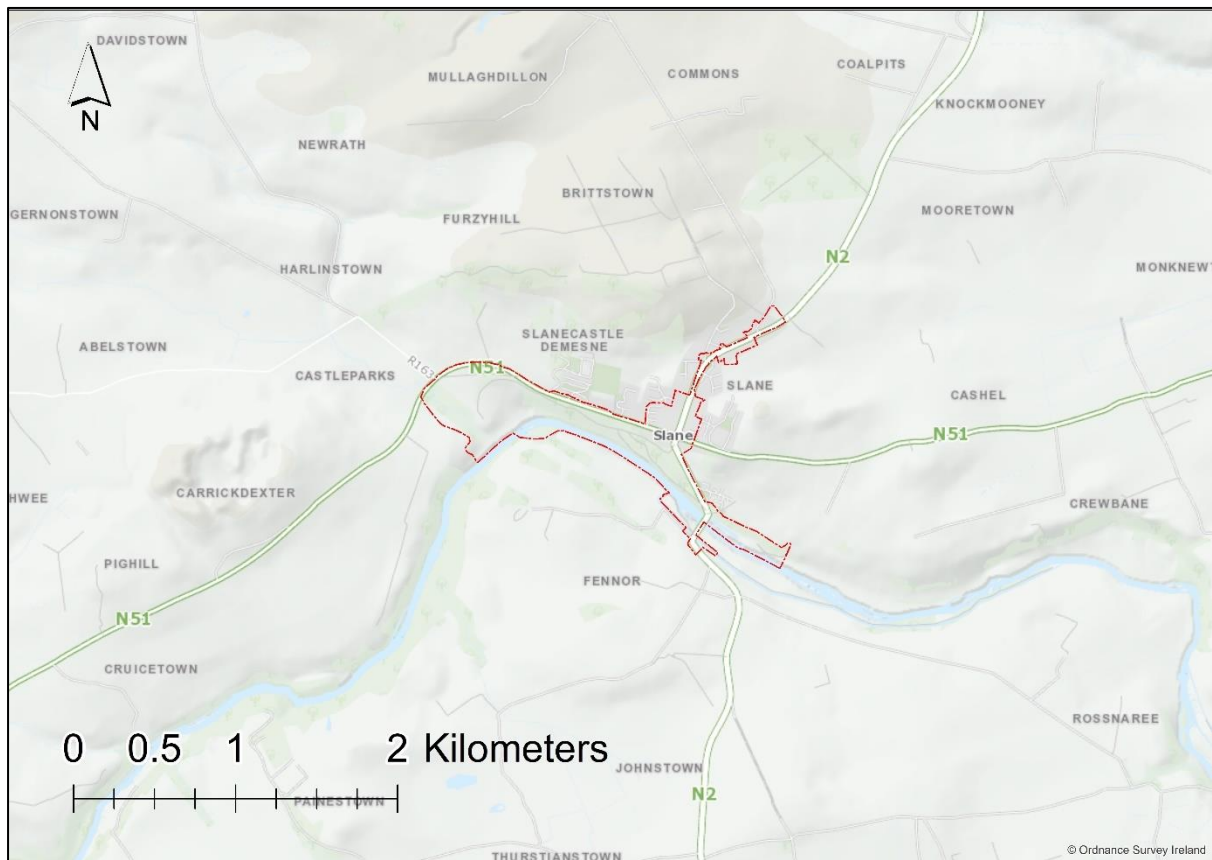 DAVIDSTOWN
COALPITS
MULLAGHDILLON
COMMONS
KNOCKMOONEY
N
NEWRATH
BRITTSTOWN
GERNONSTOWN
FURZYHILL
MOORETOWN
N2
HARLINSTOWN
MONKNEWT
SLANECASTLE
DEMESNE
ABELSTOWN
R163
N51
CASTLEPARKS
SLANE
CASHEL
Slane
N51
HWEE
CARRICKDEXTER
CREWBANE
PIGHILL
FENNOR
N51
CRUICETOWN
ROSSNAREE
0 0.5 1 2 Kilometers
JOHNSTOWN
N2
PAINESTOWN
THURSTIANSTOWN
© Ordnance Survey Ireland